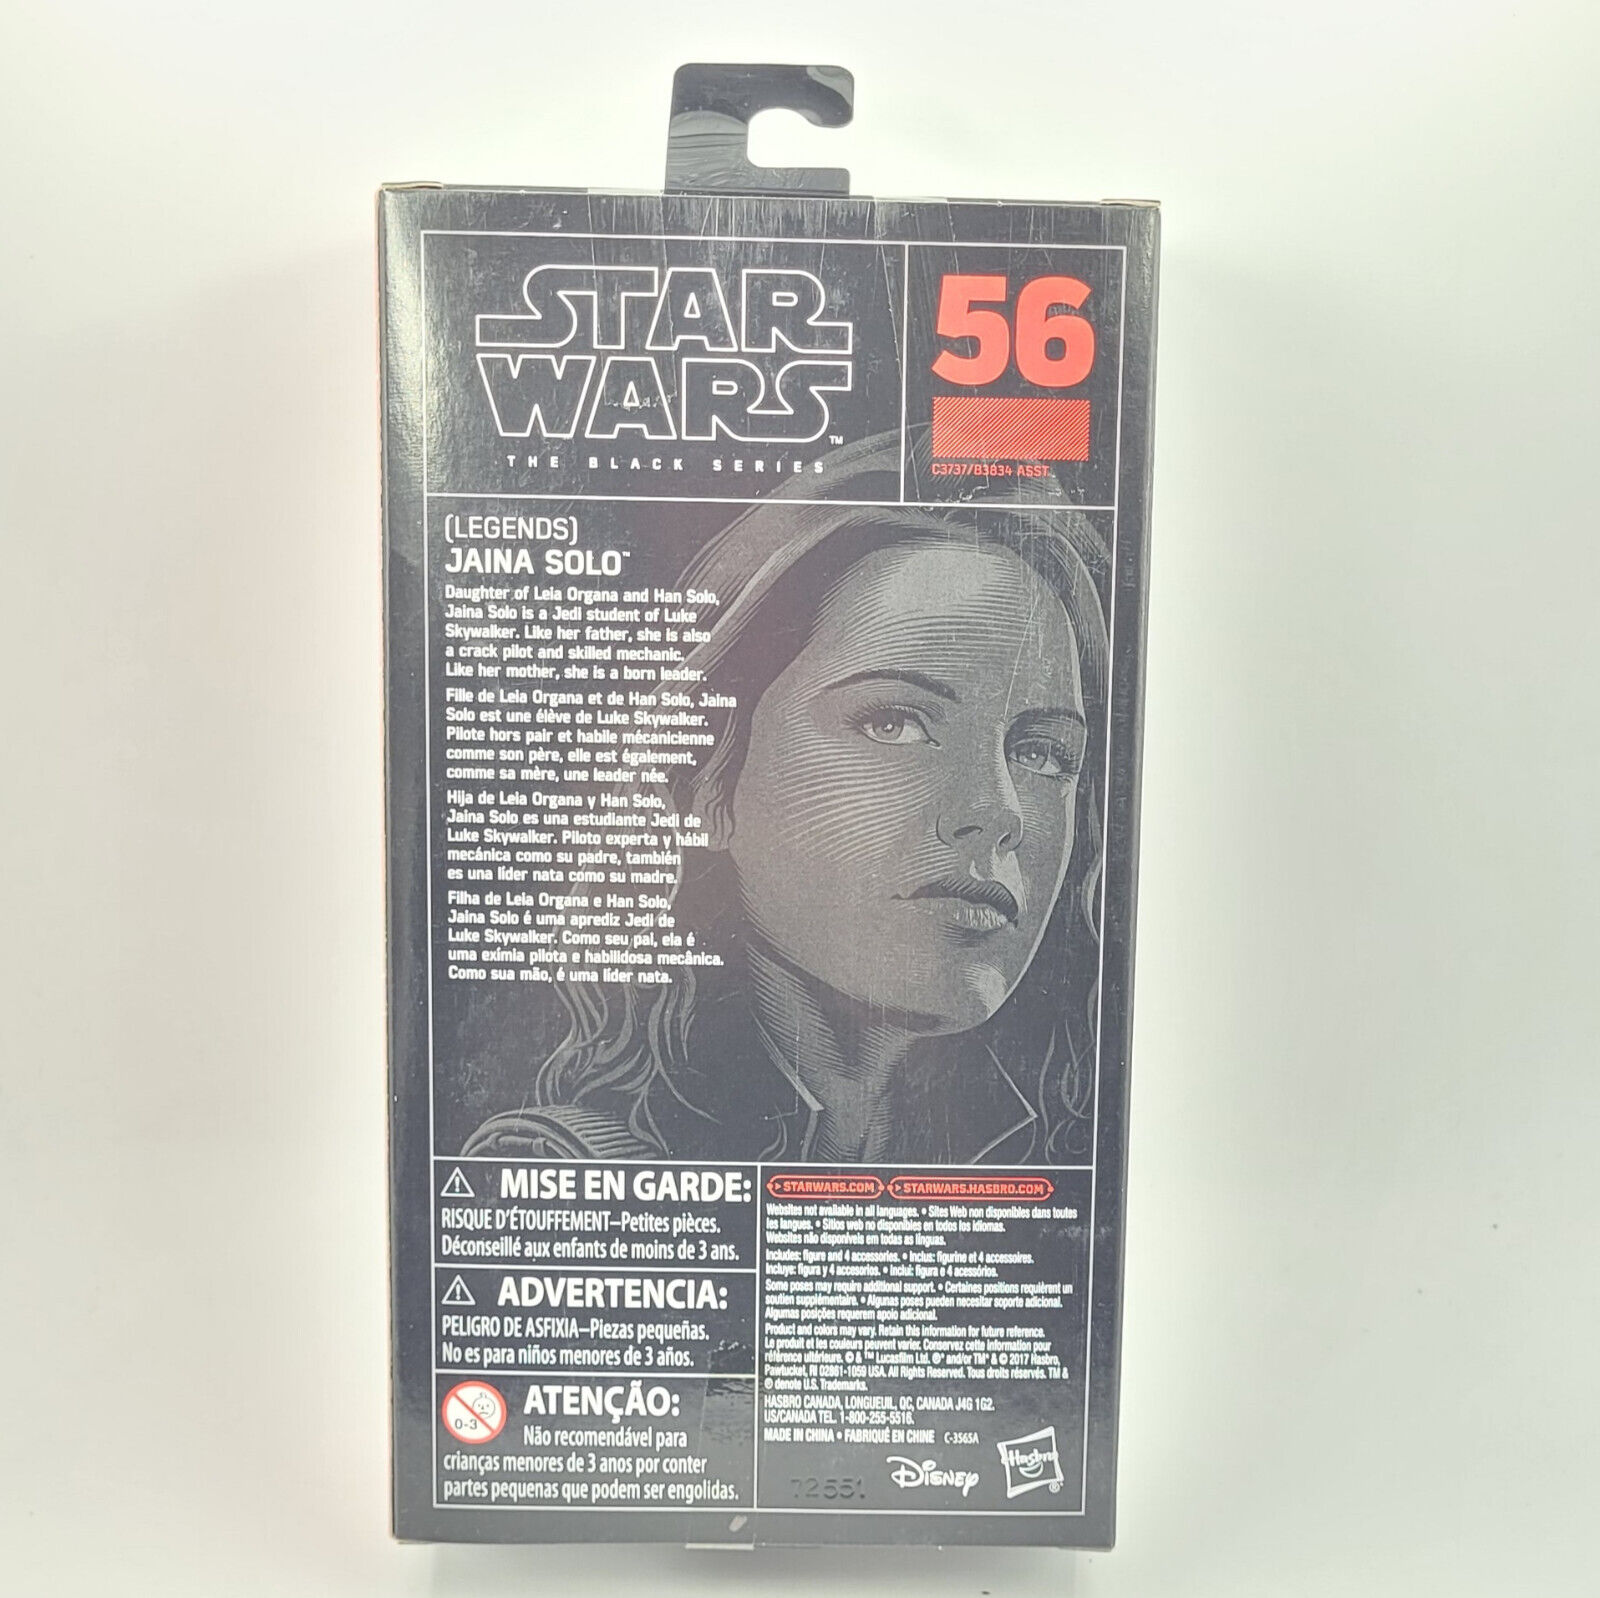 STAR
WARS™
THE BLACK SERIES
56
C3737/B3834 ASST.
(LEGENDS)
JAINA SOLO™
Daughter of Leia Organa and Han Solo,
Jaina Solo is a Jedi student of Luke
Skywalker. Like her father, she is also
a crack pilot and skilled mechanic.
Like her mother, she is a born leader.
Fille de Leia Organa et de Han Solo, Jaina
Solo est une élève de Luke Skywalker.
Pilote hors pair et habile mécanicienne
comme son père, elle est également,
comme sa mère, une leader née.
Hija de Leia Organa y Han Solo,
Jaina Solo es una estudiante Jedi de
Luke Skywalker. Piloto experta y hábil
mecánica como su padre, también
es una líder nata como su madre.
Filha de Leia Organa e Han Solo,
Jaina Solo é uma aprediz Jedi de
Luke Skywalker. Como seu pai, ela é
uma exímia pilota e habilidosa mecânica.
Como sua mão, é uma líder nata.
MISE EN GARDE:
RISQUE D'ÉTOUFFEMENT–Petites pièces.
Déconseillé aux enfants de moins de 3 ans.
ADVERTENCIA:
PELIGRO DE ASFIXIA–Piezas pequeñas.
No es para niños menores de 3 años.
0-3
ATENÇÃO:
Não recomendável para
crianças menores de 3 anos por conter
partes pequenas que podem ser engolidas.
STARWARS.COM STARWARS.HASBRO.COM
Websites not available in all languages. • Sites Web non disponibles dans toutes
les langues. • Sitios web no disponibles en todos los idiomas.
Websites não disponíveis em todas as línguas.
Includes: figure and 4 accessories. • Inclus: figurine et 4 accessoires.
Incluye: figura y 4 accesorios. • Inclui: figura e 4 acessórios.
Some poses may require additional support. • Certaines positions requièrent un
soutien supplémentaire. • Algunas poses pueden necesitar soporte adicional.
Algumas posições requerem apoio adicional.
Product and colors may vary. Retain this information for future reference.
Le produit et les couleurs peuvent varier. Conservez cette information pour
référence ultérieure. © & ™ Lucasfilm Ltd. ®* and/or TM* & © 2017 Hasbro,
Pawtucket, RI 02861-1059 USA. All Rights Reserved. Tous droits réservés. TM &
® denote U.S. Trademarks.
HASBRO CANADA, LONGUEUIL, QC, CANADA J4G 1G2.
US/CANADA TEL. 1-800-255-5516.
MADE IN CHINA • FABRIQUÉ EN CHINE C-3565A
72551
Disney
Hasbro®